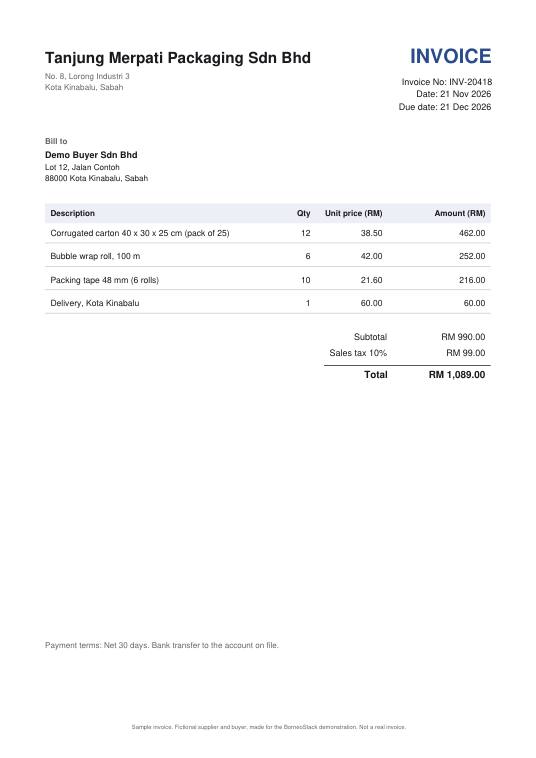 Tanjung Merpati Packaging Sdn Bhd
INVOICE
No. 8, Lorong Industri 3
Kota Kinabalu, Sabah
Invoice No: INV-20418
Date: 21 Nov 2026
Due date: 21 Dec 2026
Bill to
Demo Buyer Sdn Bhd
Lot 12, Jalan Contoh
88000 Kota Kinabalu, Sabah
Description Qty Unit price (RM) Amount (RM)
Corrugated carton 40 x 30 x 25 cm (pack of 25) 12 38.50 462.00
Bubble wrap roll, 100 m 6 42.00 252.00
Packing tape 48 mm (6 rolls) 10 21.60 216.00
Delivery, Kota Kinabalu 1 60.00 60.00
Subtotal RM 990.00
Sales tax 10% RM 99.00
Total RM 1,089.00
Payment terms: Net 30 days. Bank transfer to the account on file.
Sample invoice. Fictional supplier and buyer, made for the BorneoStack demonstration. Not a real invoice.